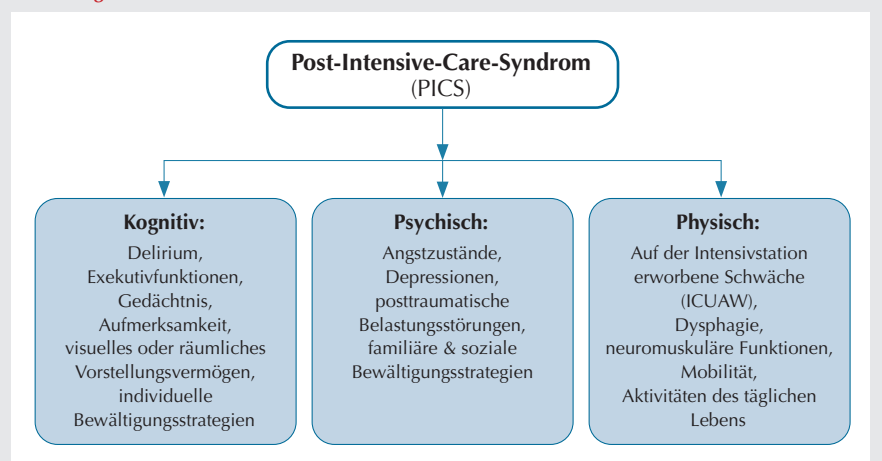 Post-Intensive-Care-Syndrom
(PICS)
Kognitiv:
Delirium,
Exekutivfunktionen,
Gedächtnis,
Aufmerksamkeit,
visuelles oder räumliches
Vorstellungsvermögen,
individuelle
Bewältigungsstrategien
Psychisch:
Angstzustände,
Depressionen,
posttraumatische
Belastungsstörungen,
familiäre & soziale
Bewältigungsstrategien
Physisch:
Auf der Intensivstation
erworbene Schwäche
(ICUAW),
Dysphagie,
neuromuskuläre Funktionen,
Mobilität,
Aktivitäten des täglichen
Lebens